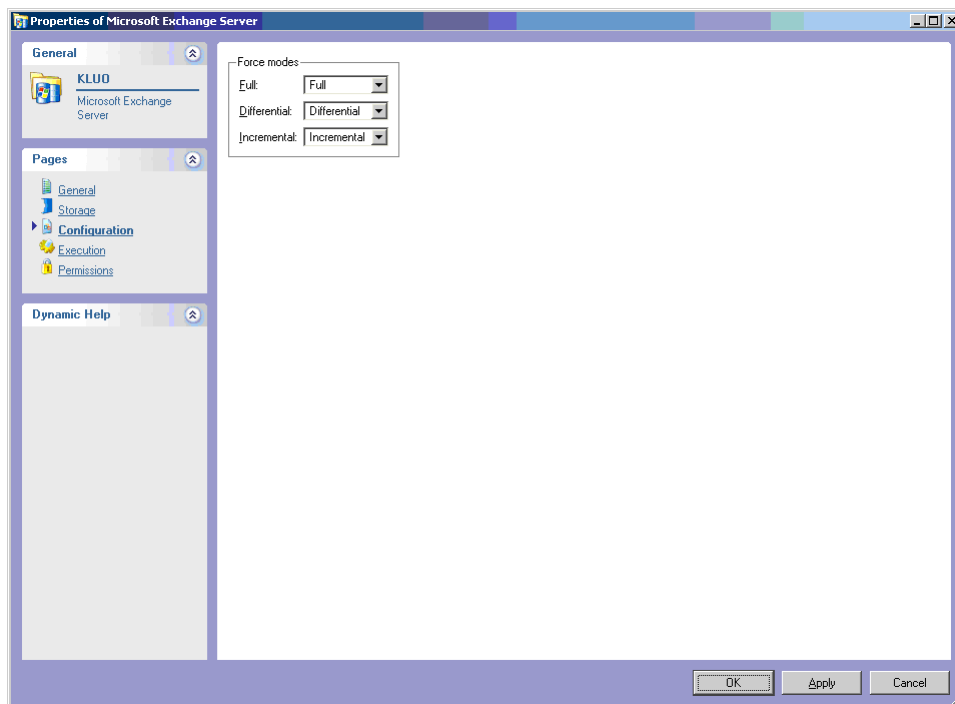 Properties of Microsoft Exchange Server
General
KLUO
Microsoft Exchange
Server
Pages
General
Storage
Configuration
Execution
Permissions
Dynamic Help
Force modes
Full: Full
Differential: Differential
Incremental: Incremental
OK Apply Cancel